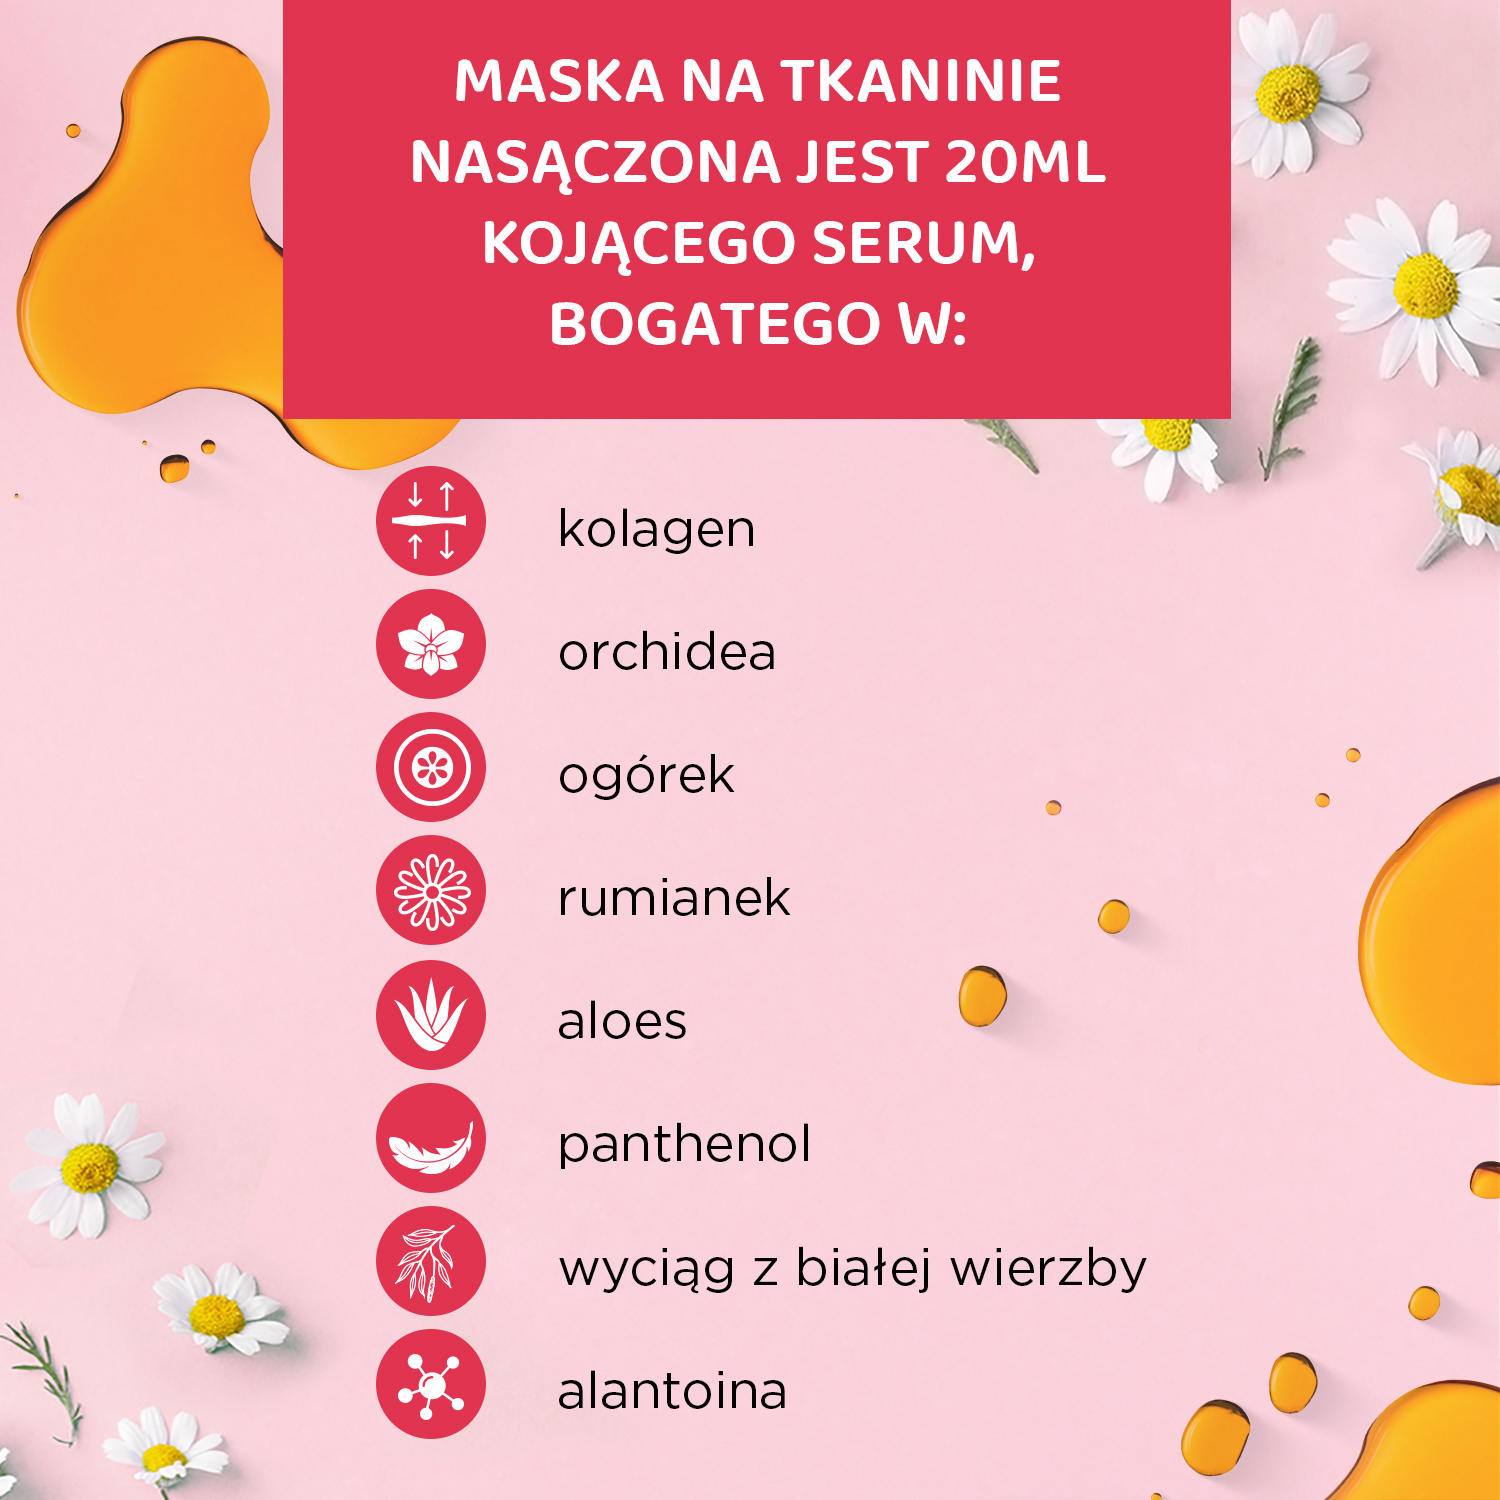 MASKA NA TKANINIE
NASĄCZONA JEST 20ML
KOJĄCEGO SERUM,
BOGATEGO W:
kolagen
orchidea
ogórek
rumianek
aloes
panthenol
wyciąg z białej wierzby
alantoina